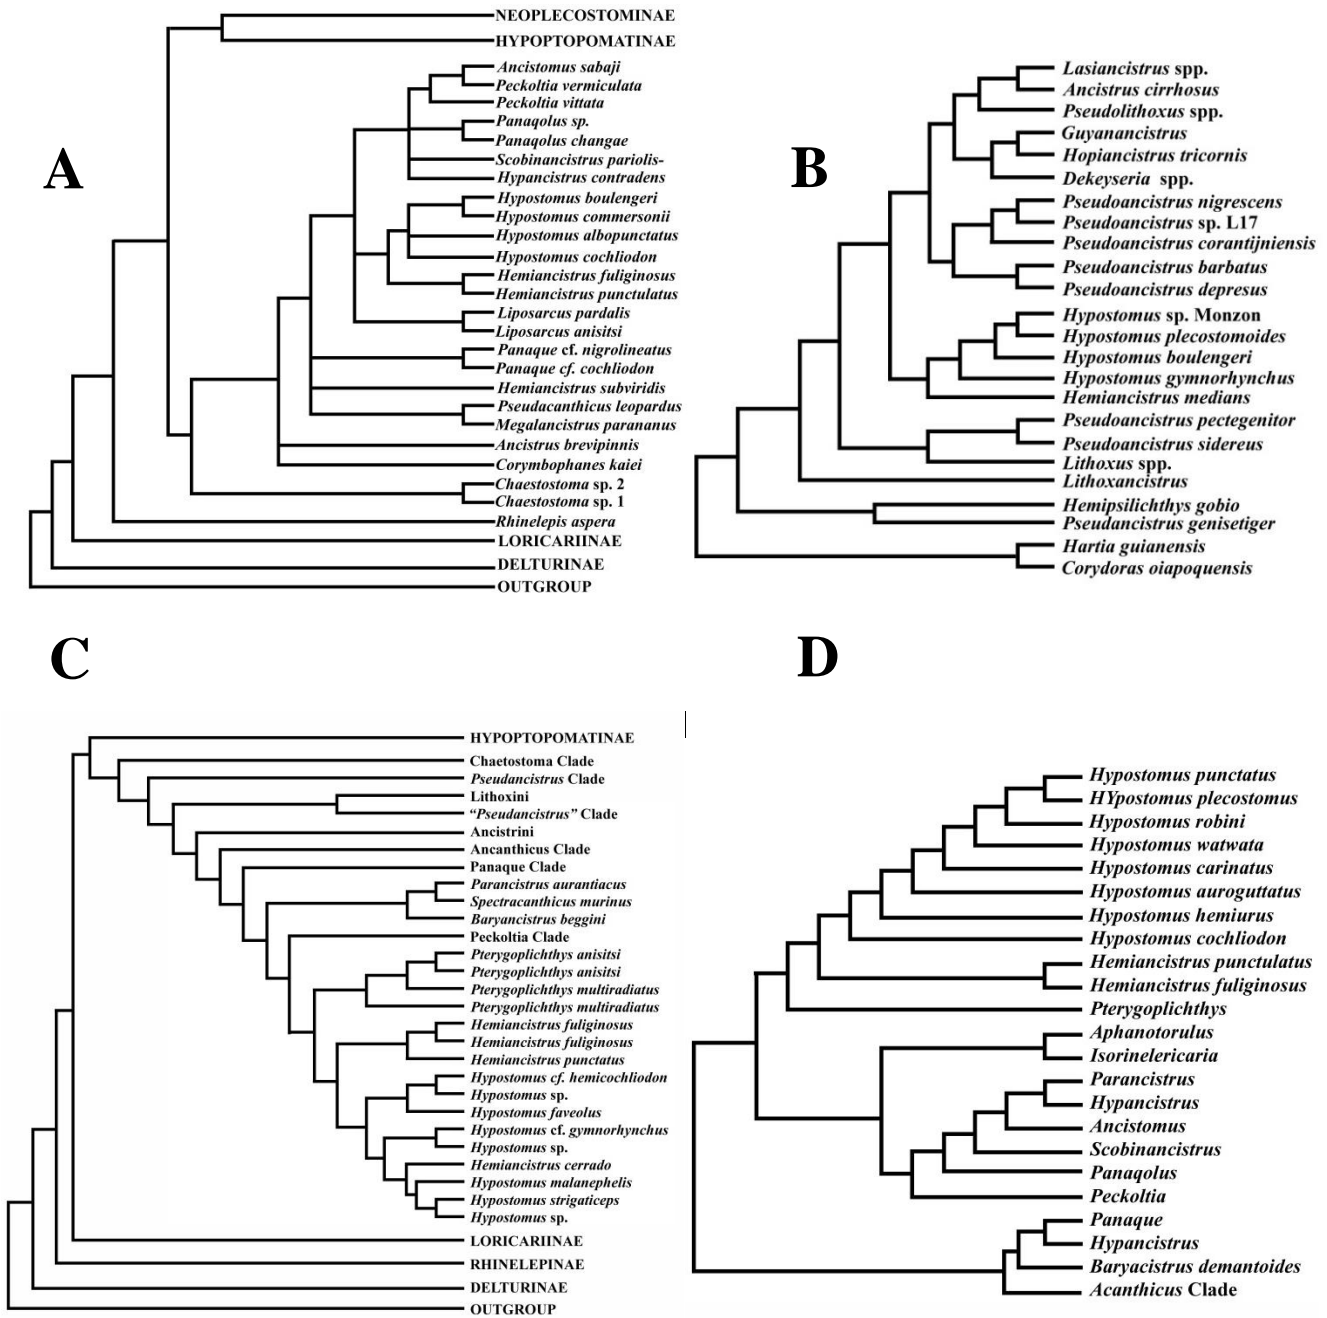 A
NEOPLECOSTOMINAE
HYPOPTOPOMATINAE
Ancistomus sabaji
Peckoltia vermiculata
Peckoltia vittata
Panaqolus sp.
Panaqolus changae
Scobinancistrus pariolis-
Hypancistrus contradens
Hypostomus boulengeri
Hypostomus commersonii
Hypostomus albopunctatus
Hypostomus cochliodon
Hemiancistrus fuliginosus
Hemiancistrus punctulatus
Liposarcus pardalis
Liposarcus anisitsi
Panaque cf. nigrolineatus
Panaque cf. cochliodon
Hemiancistrus subviridis
Pseudacanthicus leopardus
Megalancistrus parananus
Ancistrus brevipinnis
Corymbophanes kaiei
Chaestostoma sp. 2
Chaestostoma sp. 1
Rhinelepis aspera
LORICARIINAE
DELTURINAE
OUTGROUP
B
Lasiancistrus spp.
Ancistrus cirrhosus
Pseudolithoxus spp.
Guyanancistrus
Hopiancistrus tricornis
Dekeyseria spp.
Pseudoancistrus nigrescens
Pseudoancistrus sp. L17
Pseudoancistrus corantijniensis
Pseudoancistrus barbatus
Pseudoancistrus depresus
Hypostomus sp. Monzon
Hypostomus plecostomoides
Hypostomus boulengeri
Hypostomus gymnorhynchus
Hemiancistrus medians
Pseudoancistrus pectegenitor
Pseudoancistrus sidereus
Lithoxus spp.
Lithoxancistrus
Hemipsilichthys gobio
Pseudancistrus genisetiger
Hartia guianensis
Corydoras oiapoquensis
C
HYPOPTOPOMATINAE
Chaetostoma Clade
Pseudancistrus Clade
Lithoxini
“Pseudancistrus” Clade
Ancistrini
Ancanthicus Clade
Panaque Clade
Parancistrus aurantiacus
Spectracanthicus murinus
Baryancistrus beggini
Peckoltia Clade
Pterygoplichthys anisitsi
Pterygoplichthys anisitsi
Pterygoplichthys multiradiatus
Pterygoplichthys multiradiatus
Hemiancistrus fuliginosus
Hemiancistrus fuliginosus
Hemiancistrus punctatus
Hypostomus cf. hemicochliodon
Hypostomus sp.
Hypostomus faveolus
Hypostomus cf. gymnorhynchus
Hypostomus sp.
Hemiancistrus cerrado
Hypostomus malanephelis
Hypostomus strigaticeps
Hypostomus sp.
LORICARIINAE
RHINELEPINAE
DELTURINAE
OUTGROUP
D
Hypostomus punctatus
HYpostomus plecostomus
Hypostomus robini
Hypostomus watwata
Hypostomus carinatus
Hypostomus auroguttatus
Hypostomus hemiurus
Hypostomus cochliodon
Hemiancistrus punctulatus
Hemiancistrus fuliginosus
Pterygoplichthys
Aphanotorulus
Isorinelericaria
Parancistrus
Hypancistrus
Ancistomus
Scobinancistrus
Panaqolus
Peckoltia
Panaque
Hypancistrus
Baryacistrus demantoides
Acanthicus Clade